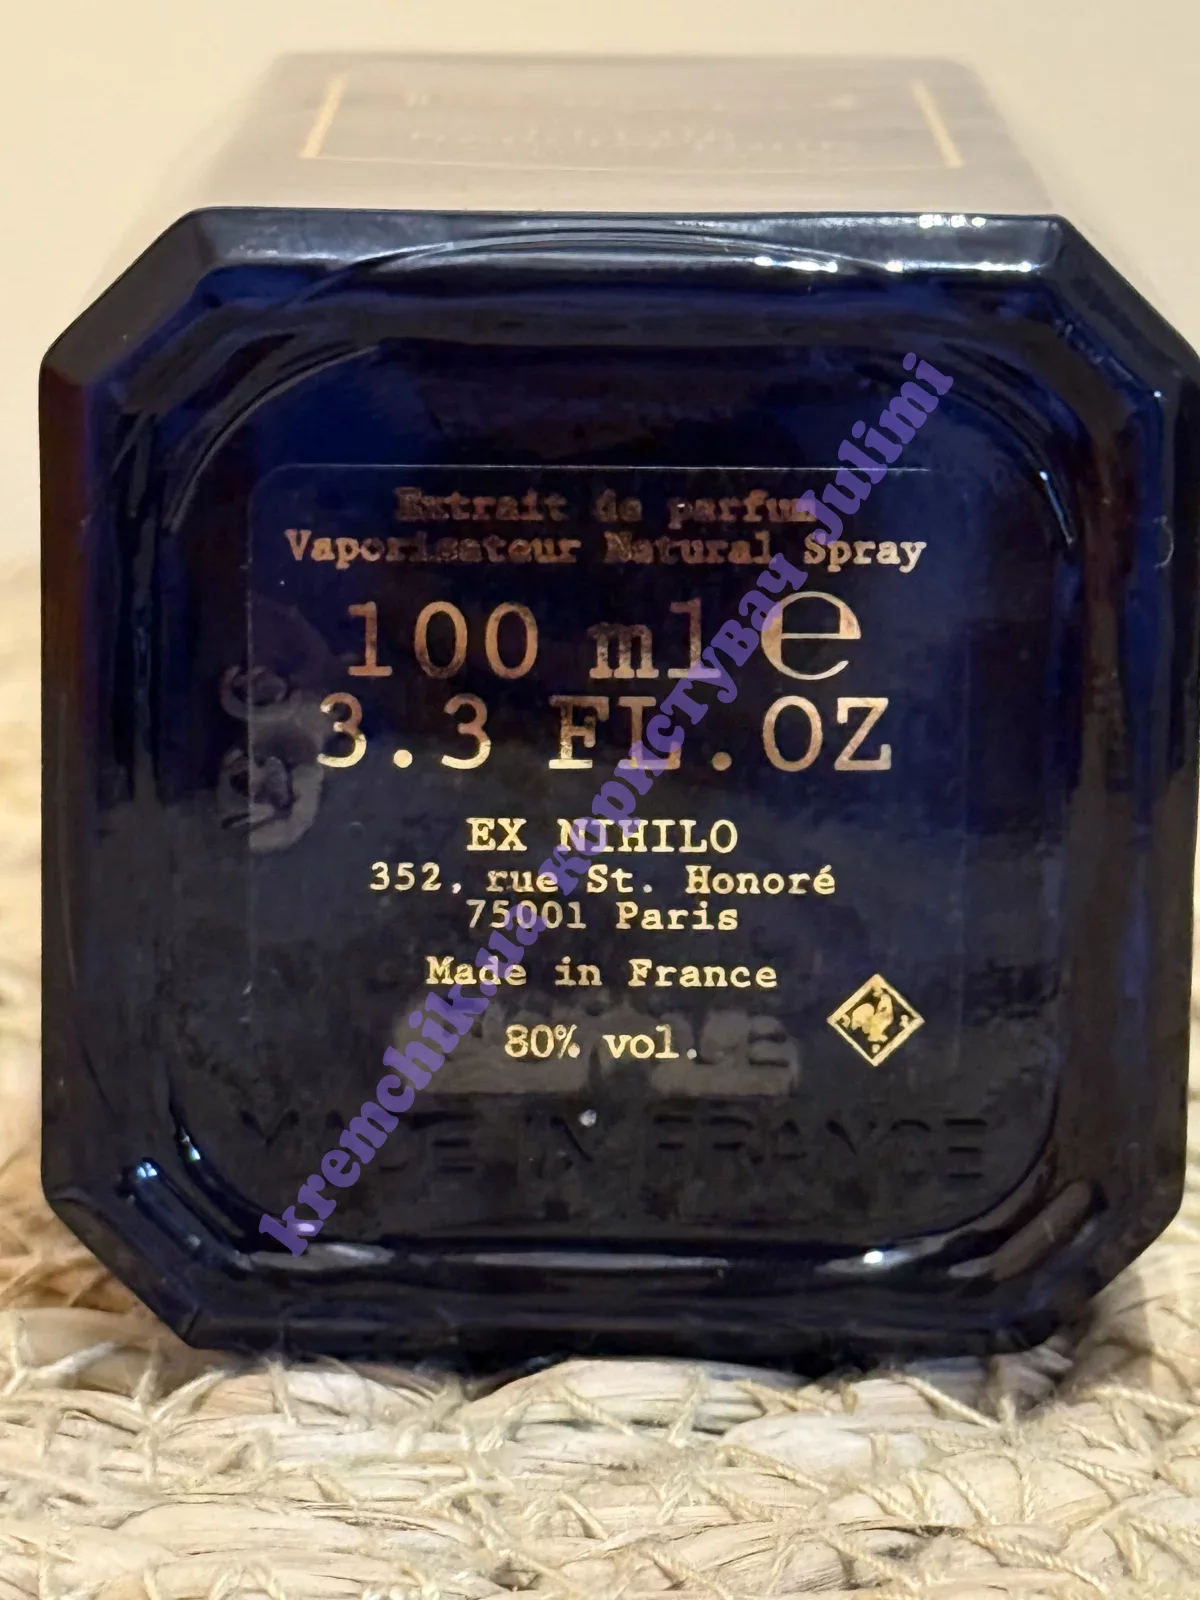 Extrait de parfum
Vaporisateur Natural Spray
100 ml e
3.3 FL.OZ
EX NIHILO
352, rue St. Honoré
75001 Paris
Made in France
80% vol.
MADE IN FRANCE
kremchik.ua користувач Julimi